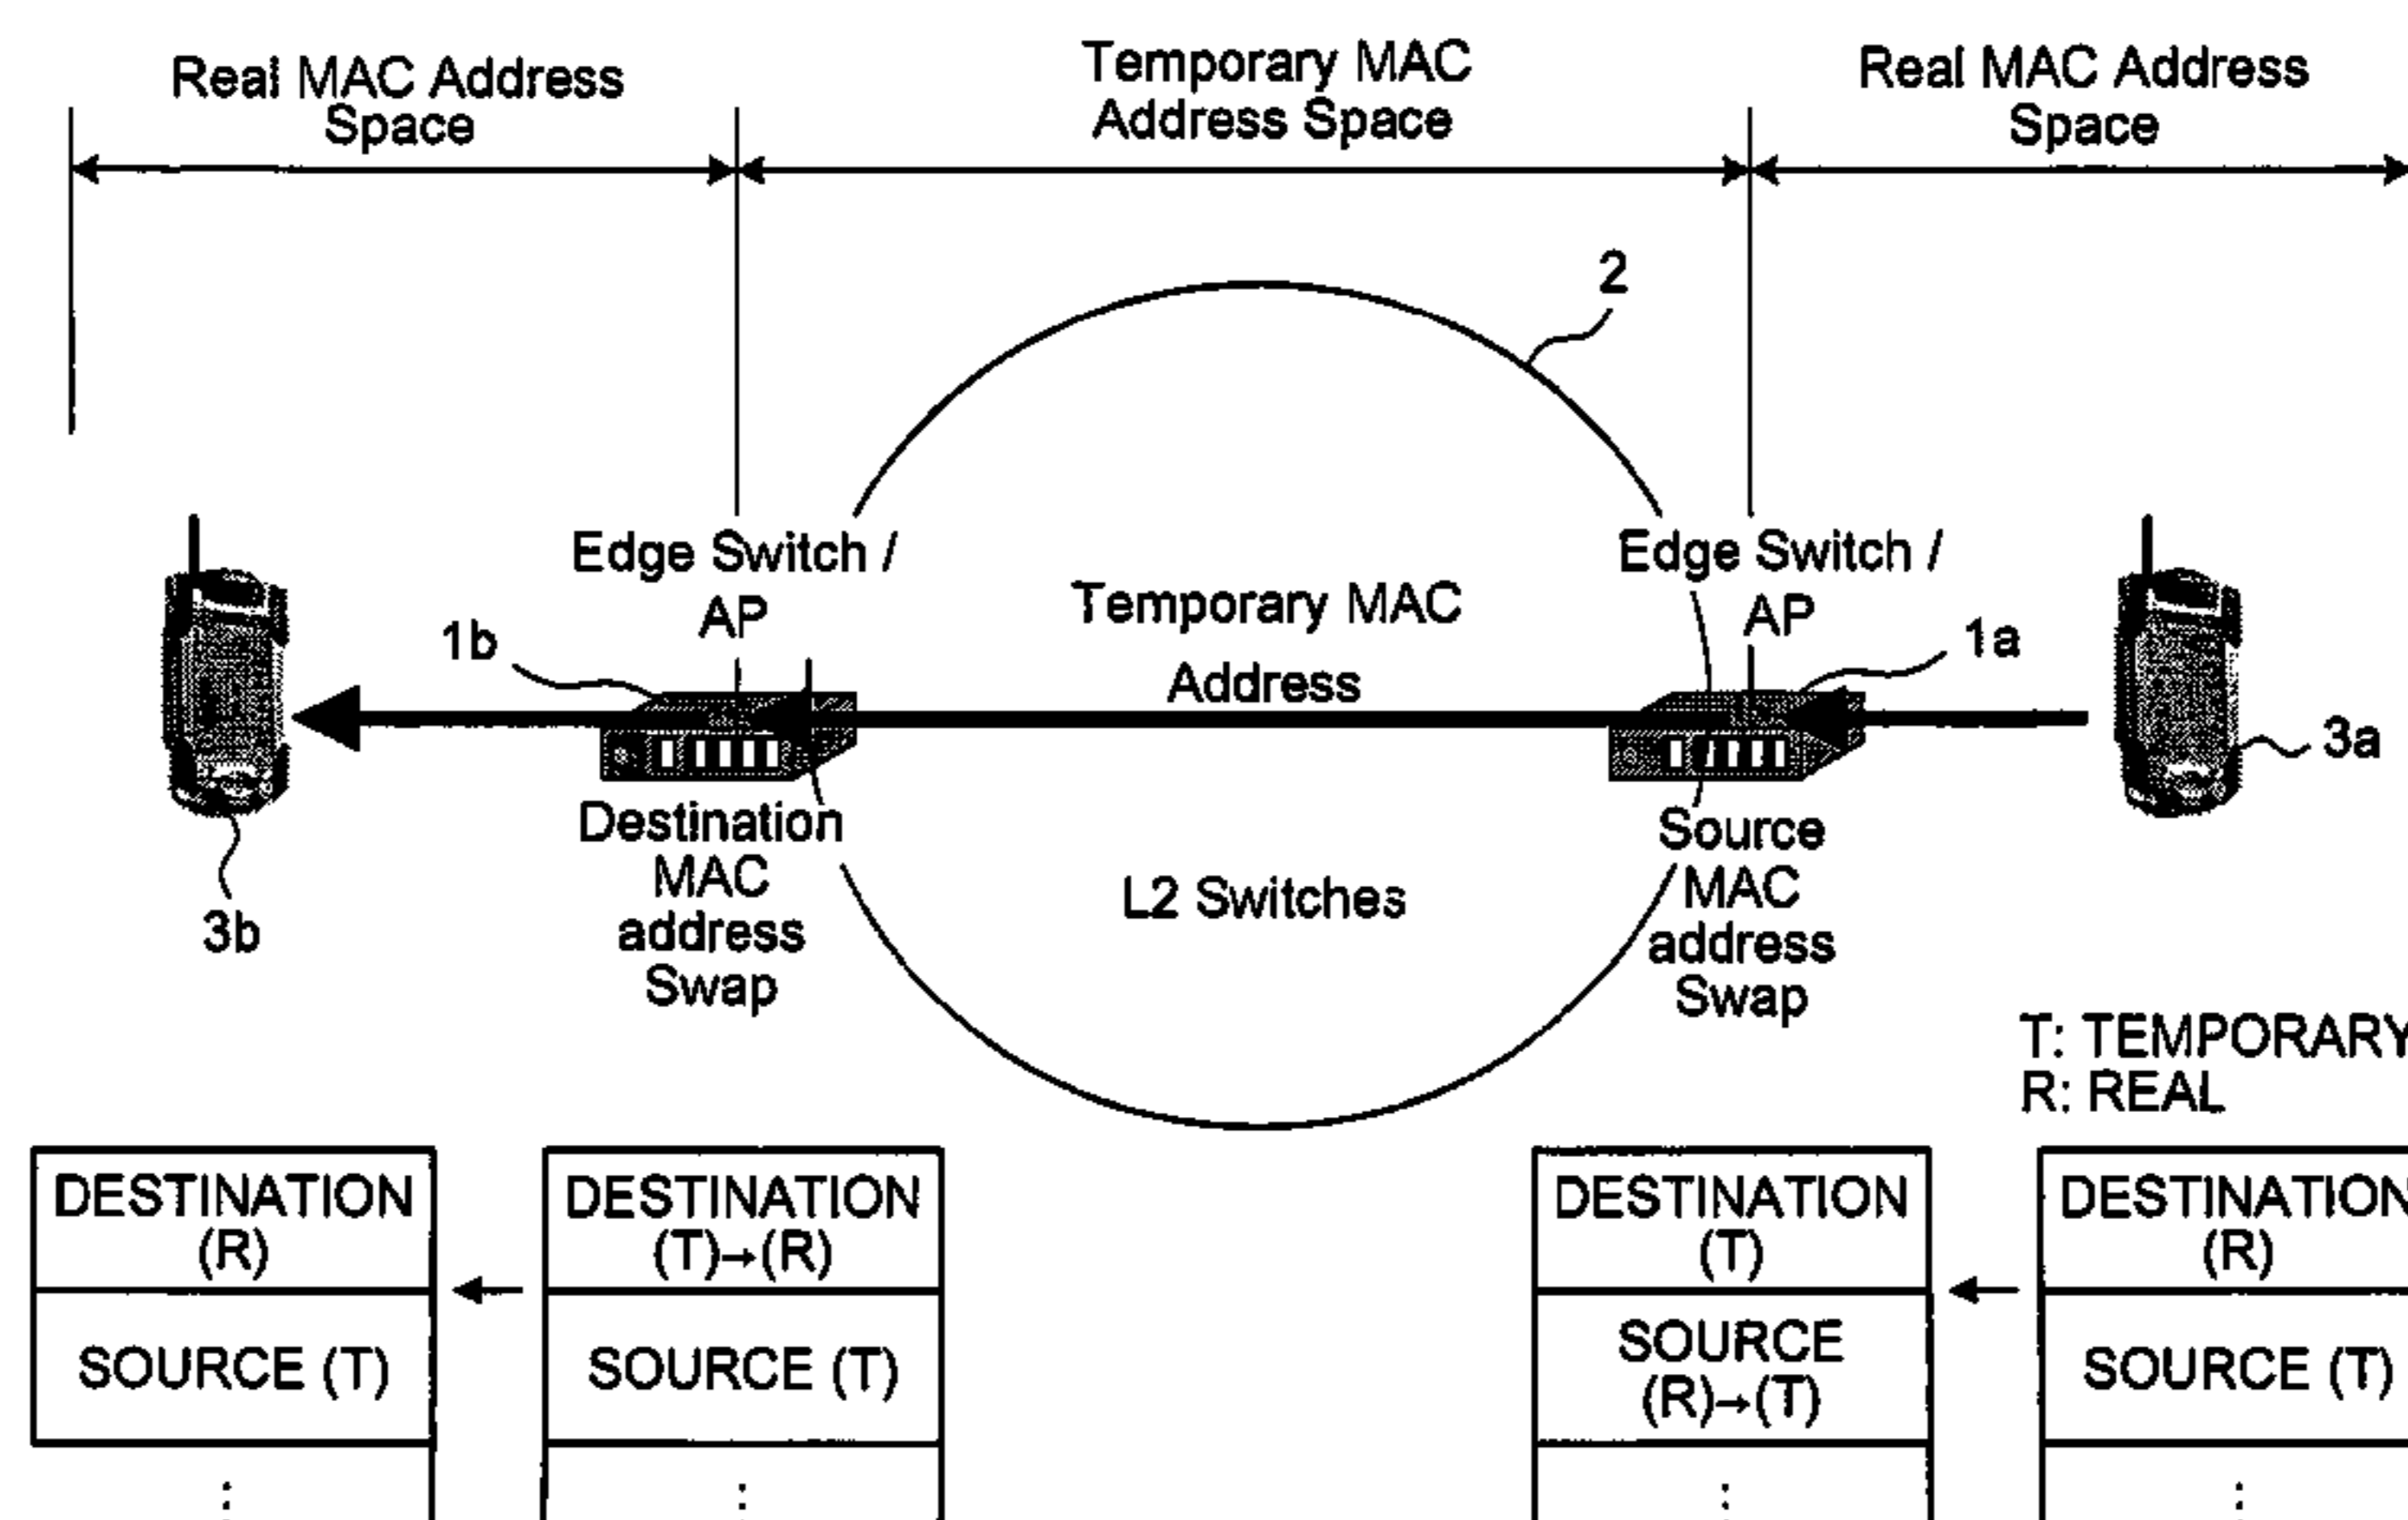 Real MAC Address
Space
Temporary MAC
Address Space
Real MAC Address
Space
2
Edge Switch /
AP
Edge Switch /
AP
Temporary MAC
Address
1b
1a
3a
3b
Destination
MAC
address
Swap
L2 Switches
Source
MAC
address
Swap
T: TEMPORARY
R: REAL
DESTINATION
(R)
SOURCE (T)
⋮
DESTINATION
(T)→(R)
SOURCE (T)
⋮
DESTINATION
(T)
SOURCE
(R)→(T)
⋮
DESTINATION
(R)
SOURCE (T)
⋮